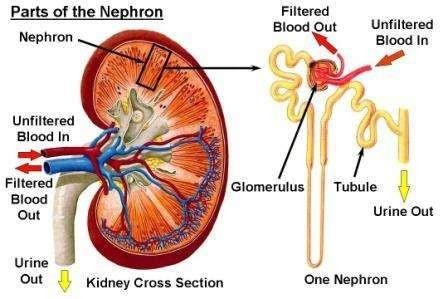 Parts of the Nephron
Nephron
Unfiltered
Blood In
Filtered
Blood
Out
Urine
Out
Kidney Cross Section
Filtered
Blood Out
Unfiltered
Blood In
Glomerulus
Tubule
Urine Out
One Nephron